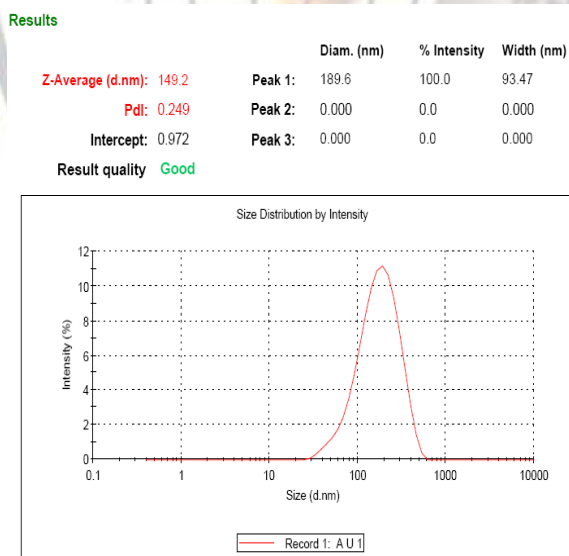 Results
Diam. (nm) % Intensity Width (nm)
Z-Average (d.nm): 149.2 Peak 1: 189.6 100.0 93.47
PdI: 0.249 Peak 2: 0.000 0.0 0.000
Intercept: 0.972 Peak 3: 0.000 0.0 0.000
Result quality Good
Size Distribution by Intensity
12
10
8
6
4
2
0
Intensity (%)
0.1 1 10 100 1000 10000
Size (d.nm)
Record 1: A U 1